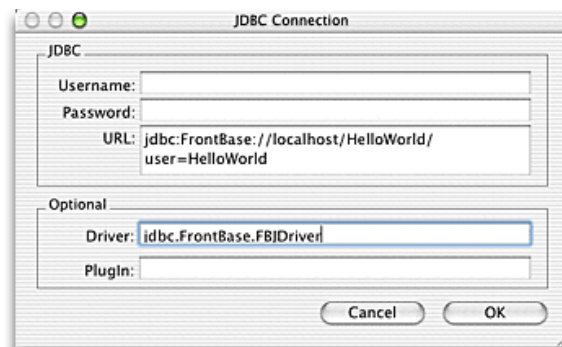 JDBC Connection
JDBC
Username:
Password:
URL: jdbc:FrontBase://localhost/HelloWorld/
user=HelloWorld
Optional
Driver: jdbc.FrontBase.FBJDriver
PlugIn:
Cancel OK